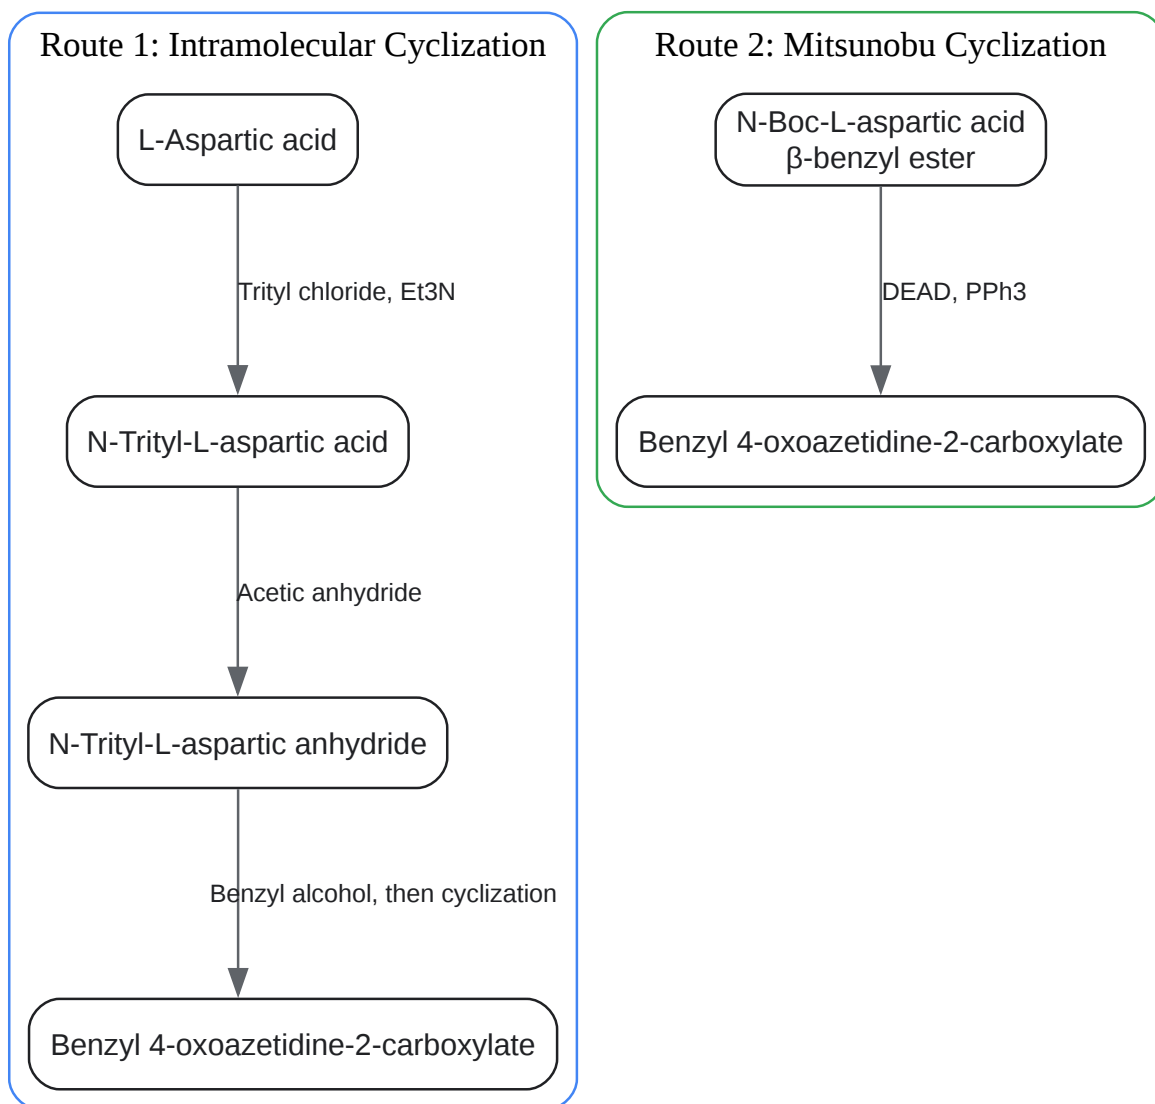 Route 1: Intramolecular Cyclization
L-Aspartic acid
Trityl chloride, Et3N
N-Trityl-L-aspartic acid
Acetic anhydride
N-Trityl-L-aspartic anhydride
Benzyl alcohol, then cyclization
Benzyl 4-oxoazetidine-2-carboxylate
Route 2: Mitsunobu Cyclization
N-Boc-L-aspartic acid
β-benzyl ester
DEAD, PPh3
Benzyl 4-oxoazetidine-2-carboxylate